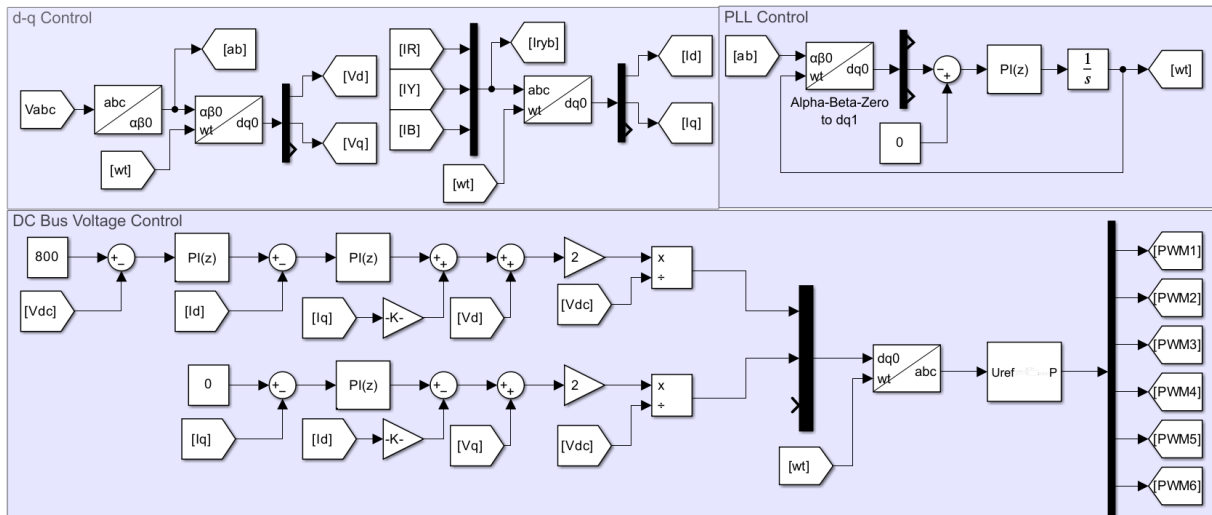 d-q Control
[ab]
Vabc
abc
αβ0
αβ0
wt
dq0
[wt]
[Vd]
[Vq]
[IR]
[IY]
[IB]
[Iryb]
abc
wt
dq0
[wt]
[Id]
[Iq]
PLL Control
[ab]
αβ0
wt
dq0
Alpha-Beta-Zero
to dq1
0
PI(z)
1
s
[wt]
DC Bus Voltage Control
800
[Vdc]
PI(z)
[Id]
PI(z)
[Iq]
-K-
[Vd]
2
[Vdc]
x
÷
0
[Iq]
PI(z)
[Id]
-K-
[Vq]
2
[Vdc]
x
÷
[wt]
dq0
wt
abc
Uref
P
[PWM1]
[PWM2]
[PWM3]
[PWM4]
[PWM5]
[PWM6]